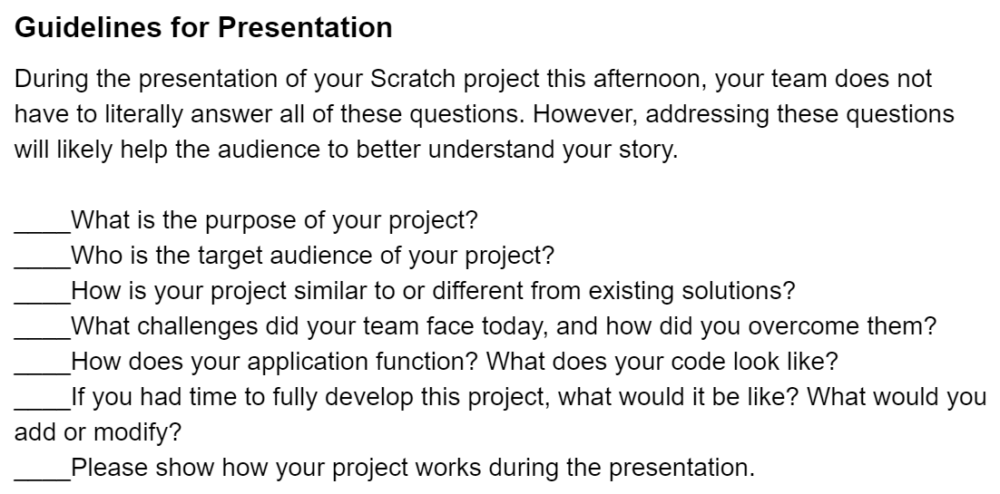 Guidelines for Presentation
During the presentation of your Scratch project this afternoon, your team does not
have to literally answer all of these questions. However, addressing these questions
will likely help the audience to better understand your story.
____What is the purpose of your project?
____Who is the target audience of your project?
____How is your project similar to or different from existing solutions?
____What challenges did your team face today, and how did you overcome them?
____How does your application function? What does your code look like?
____If you had time to fully develop this project, what would it be like? What would you
add or modify?
____Please show how your project works during the presentation.